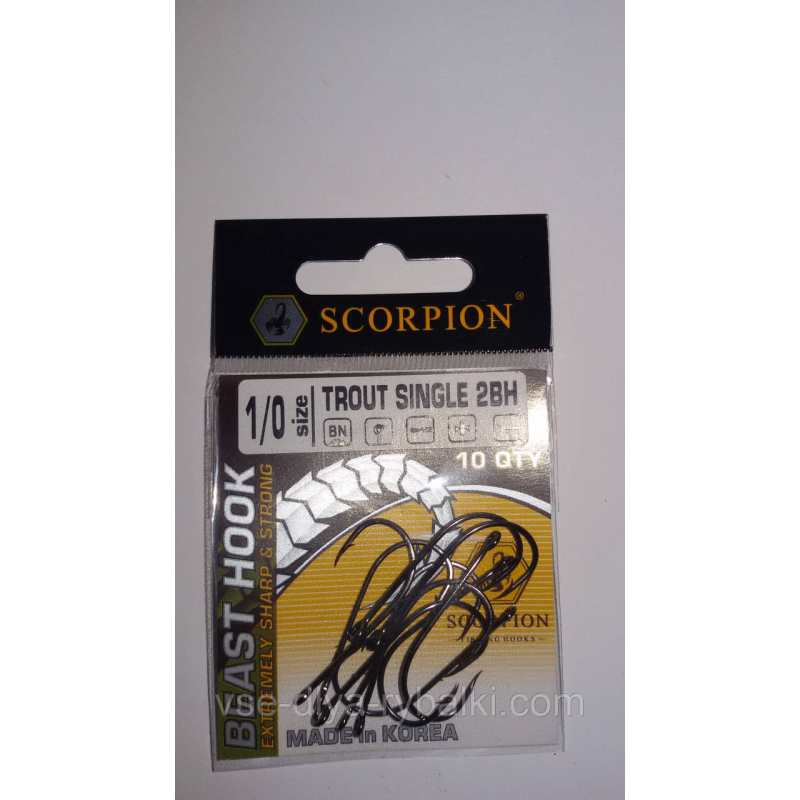 SCORPION ®
1/0 size
TROUT SINGLE 2BH
BN
10 QTY
BEAST HOOK
EXTREMELY SHARP & STRONG
SCORPION
FISHING HOOKS
vse-dlya-rybalki.com
MADE in KOREA